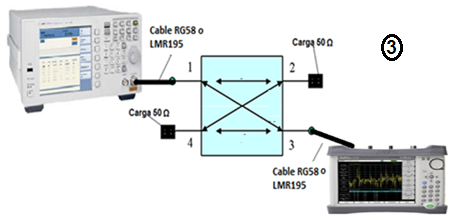 Cable RG58 o
LMR195
Carga 50 Ω
3
1
2
Carga 50 Ω
4
3
Cable RG58 o
LMR195